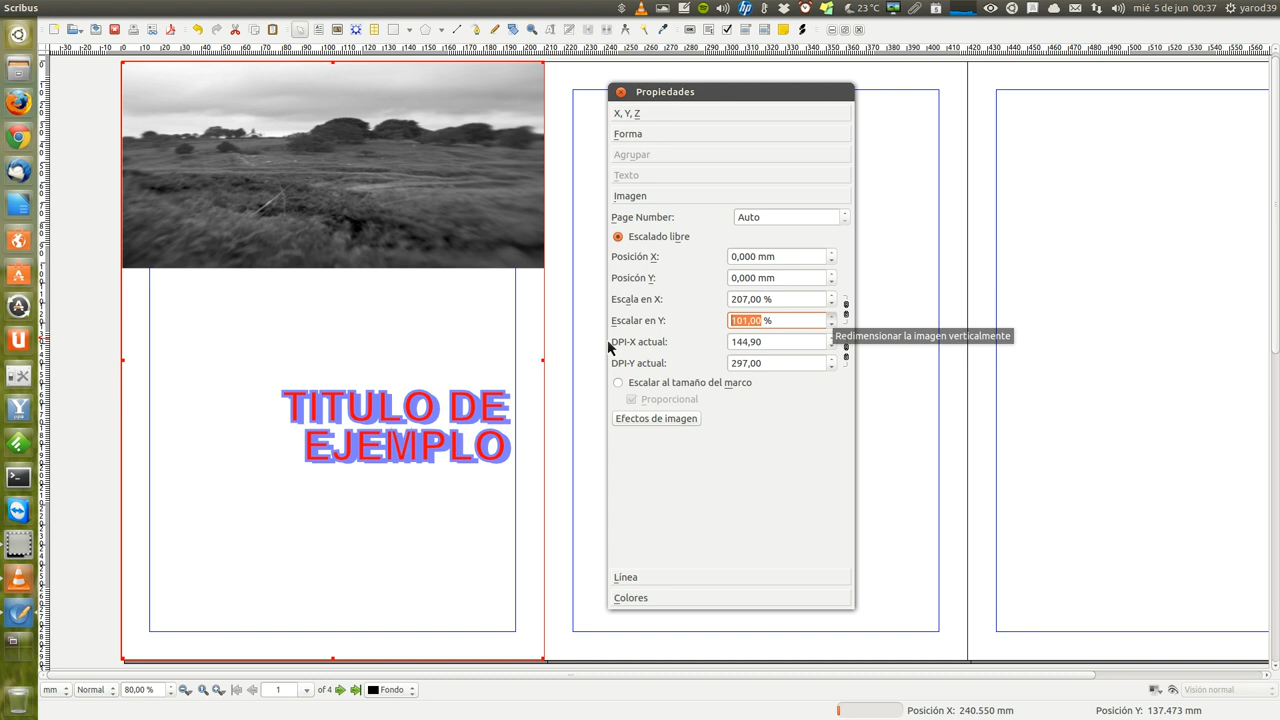 Scribus
23°C
mié 5 de jun 00:37
yarod39
Propiedades
X, Y, Z
Forma
Agrupar
Texto
Imagen
Page Number:
Auto
Escalado libre
Posición X:
0,000 mm
Posicón Y:
0,000 mm
Escala en X:
207,00 %
Escalar en Y:
101,00 %
Redimensionar la imagen verticalmente
DPI-X actual:
144,90
DPI-Y actual:
297,00
Escalar al tamaño del marco
Proporcional
Efectos de imagen
TITULO DE
EJEMPLO
Línea
Colores
mm
Normal
80,00 %
1
of 4
Fondo
Visión normal
Posición X:
240.550 mm
Posición Y:
137.473 mm